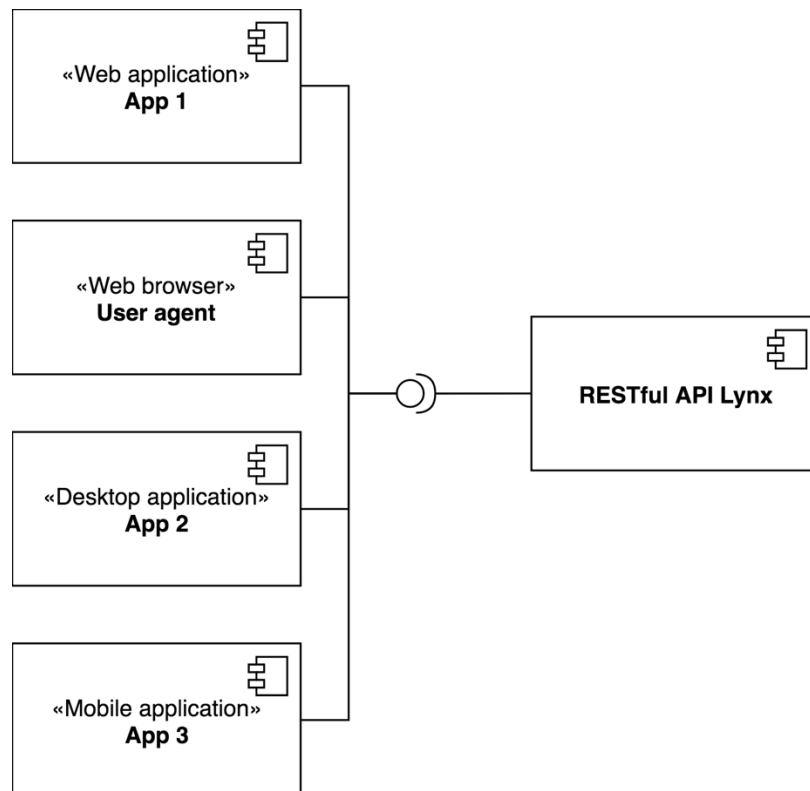 «Web application»
App 1
«Web browser»
User agent
RESTful API Lynx
«Desktop application»
App 2
«Mobile application»
App 3